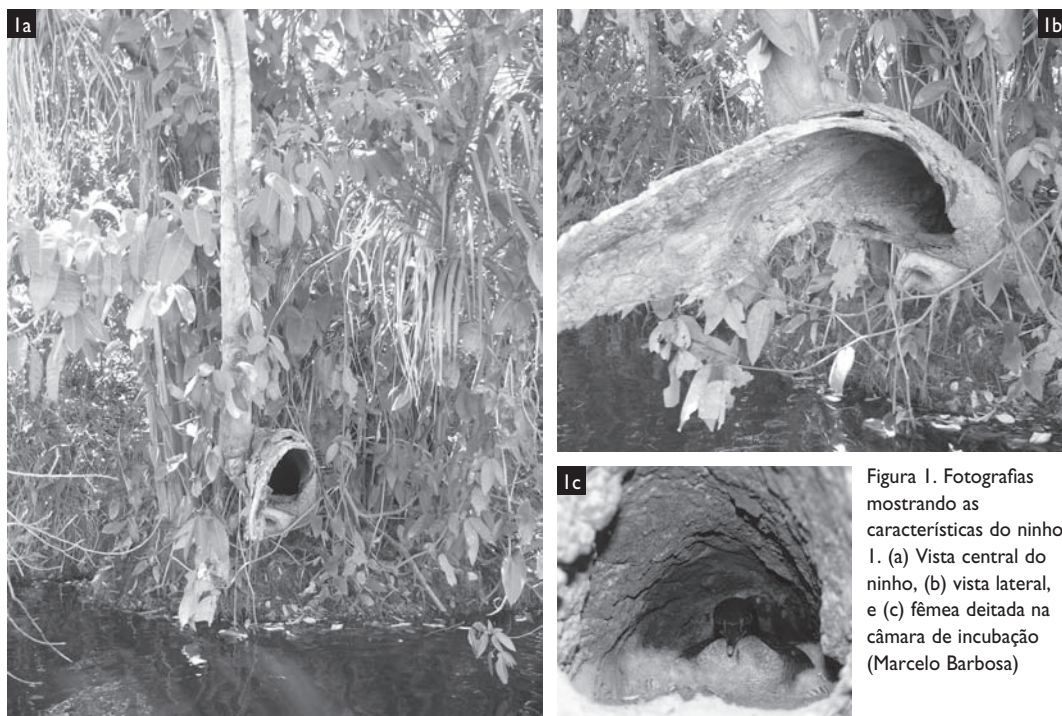 1a
1b
1c
Figura 1. Fotografias
mostrando as
características do ninho
1. (a) Vista central do
ninho, (b) vista lateral,
e (c) fêmea deitada na
câmara de incubação
(Marcelo Barbosa)